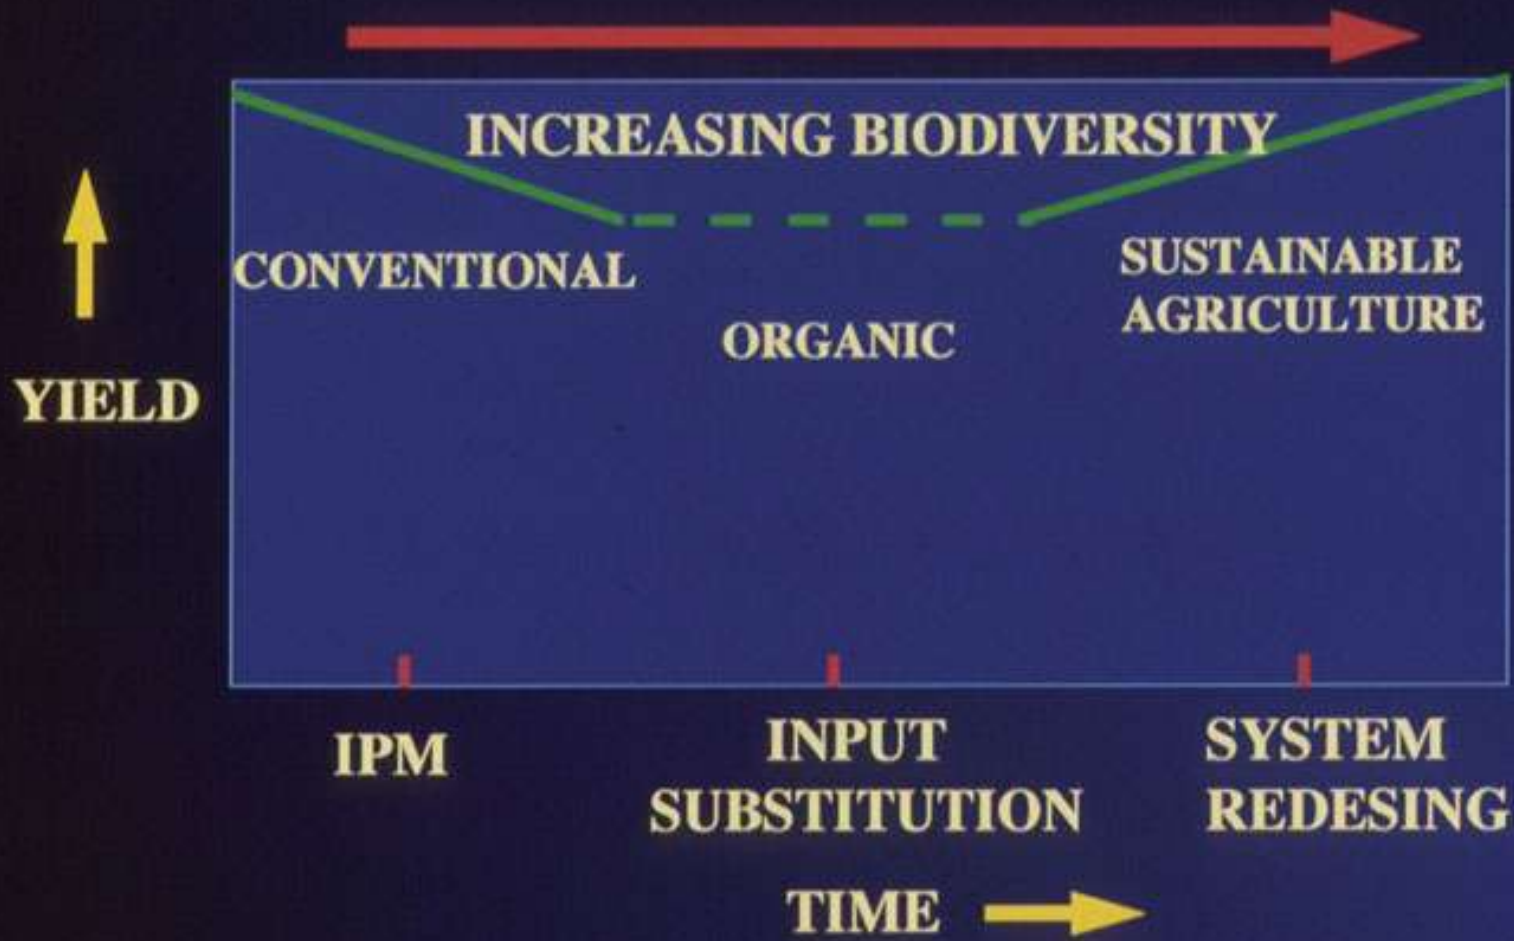 INCREASING BIODIVERSITY
CONVENTIONAL
ORGANIC
SUSTAINABLE
AGRICULTURE
YIELD
IPM
INPUT
SUBSTITUTION
SYSTEM
REDESING
TIME